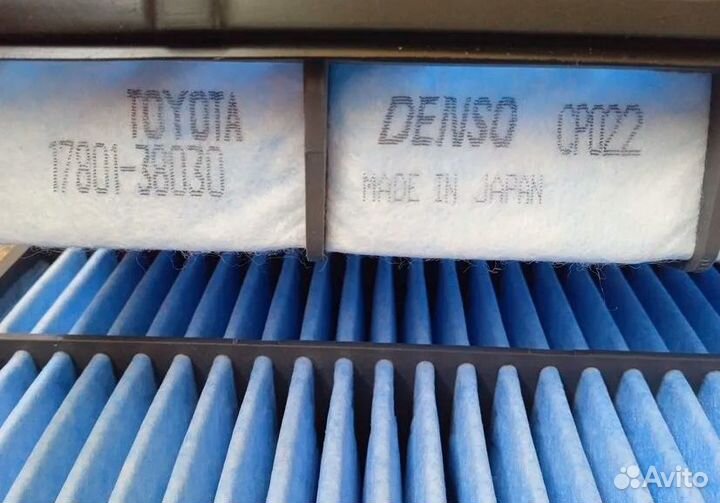 TOYOTA
17801-38030
DENSO CP022
MADE IN JAPAN
Avito